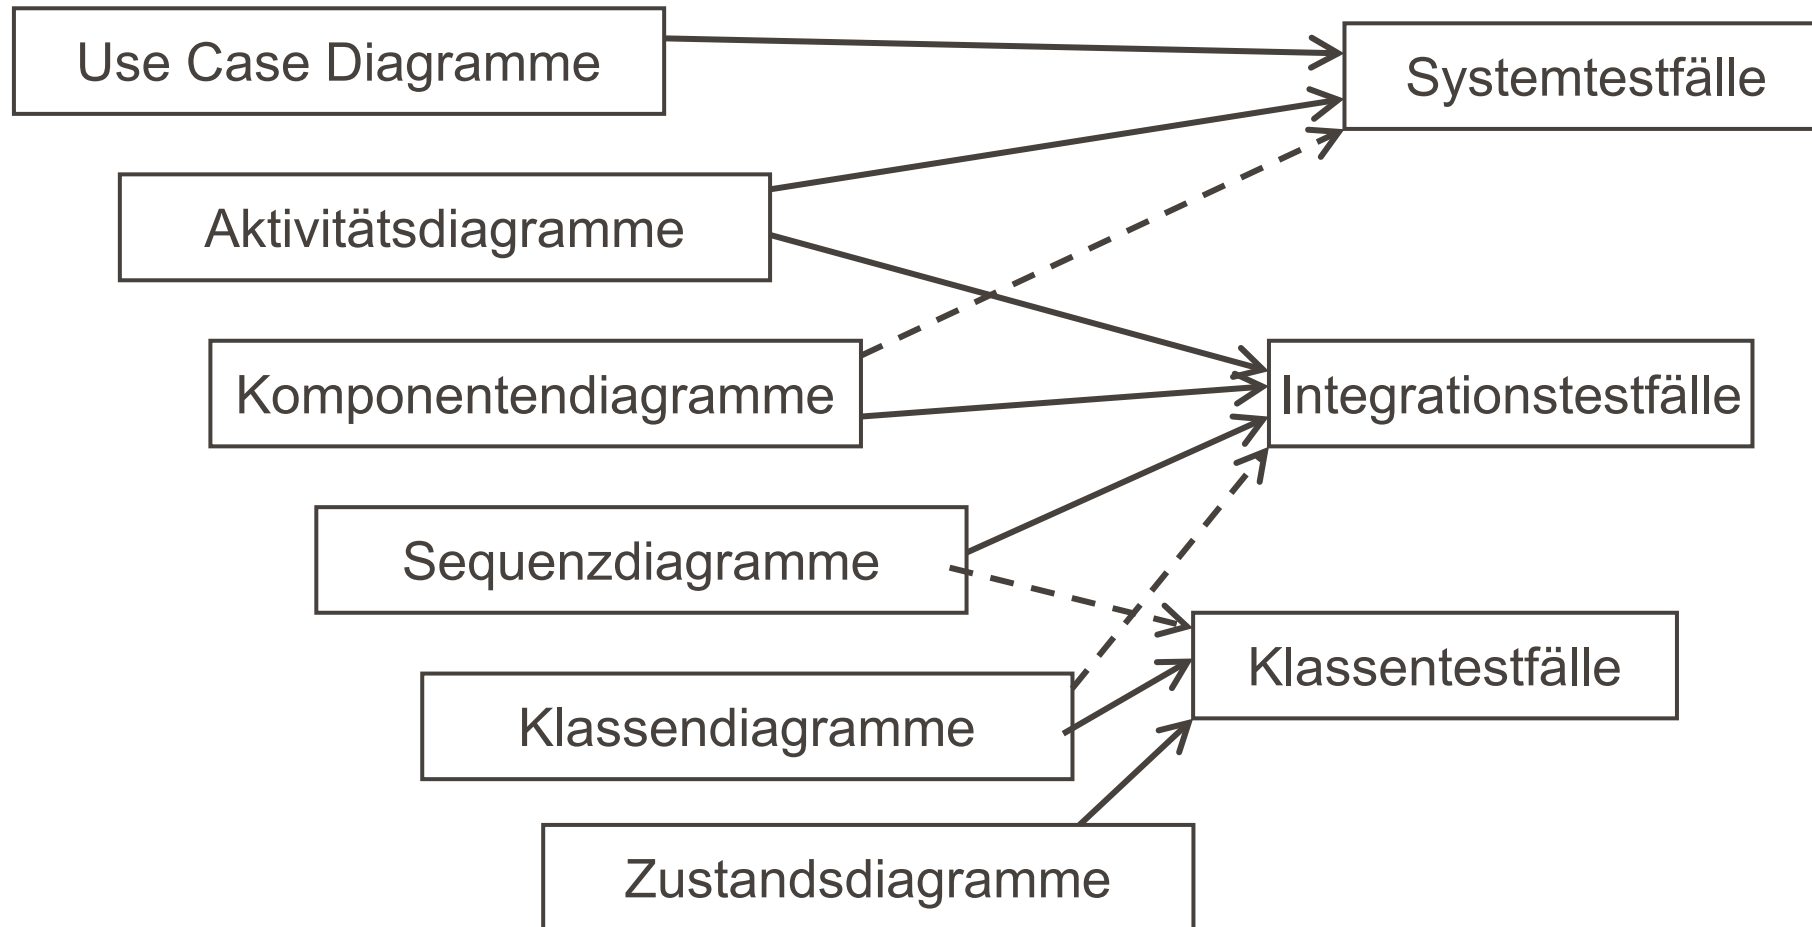 Use Case Diagramme
Systemtestfälle
Aktivitätsdiagramme
Komponentendiagramme
Integrationstestfälle
Sequenzdiagramme
Klassentestfälle
Klassendiagramme
Zustandsdiagramme